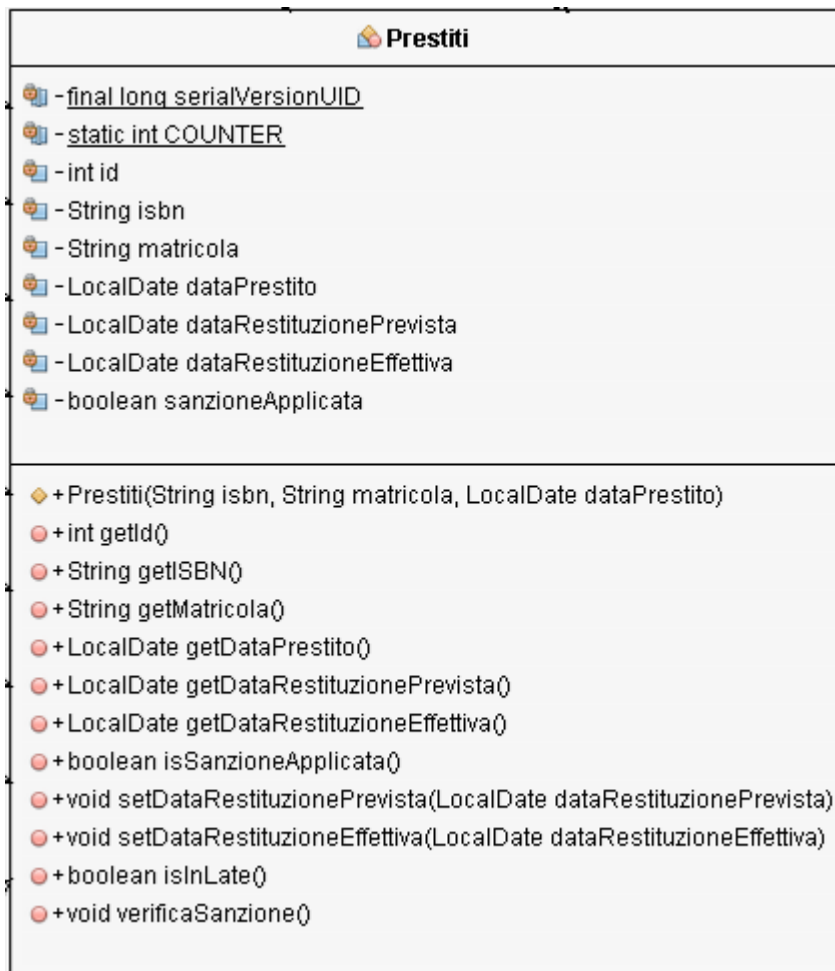 Prestiti
-final long serialVersionUID
-static int COUNTER
-int id
-String isbn
-String matricola
-LocalDate dataPrestito
-LocalDate dataRestituzionePrevista
-LocalDate dataRestituzioneEffettiva
-boolean sanzioneApplicata
+Prestiti(String isbn, String matricola, LocalDate dataPrestito)
+int getId()
+String getISBN()
+String getMatricola()
+LocalDate getDataPrestito()
+LocalDate getDataRestituzionePrevista()
+LocalDate getDataRestituzioneEffettiva()
+boolean isSanzioneApplicata()
+void setDataRestituzionePrevista(LocalDate dataRestituzionePrevista)
+void setDataRestituzioneEffettiva(LocalDate dataRestituzioneEffettiva)
+boolean isInLate()
+void verificaSanzione()